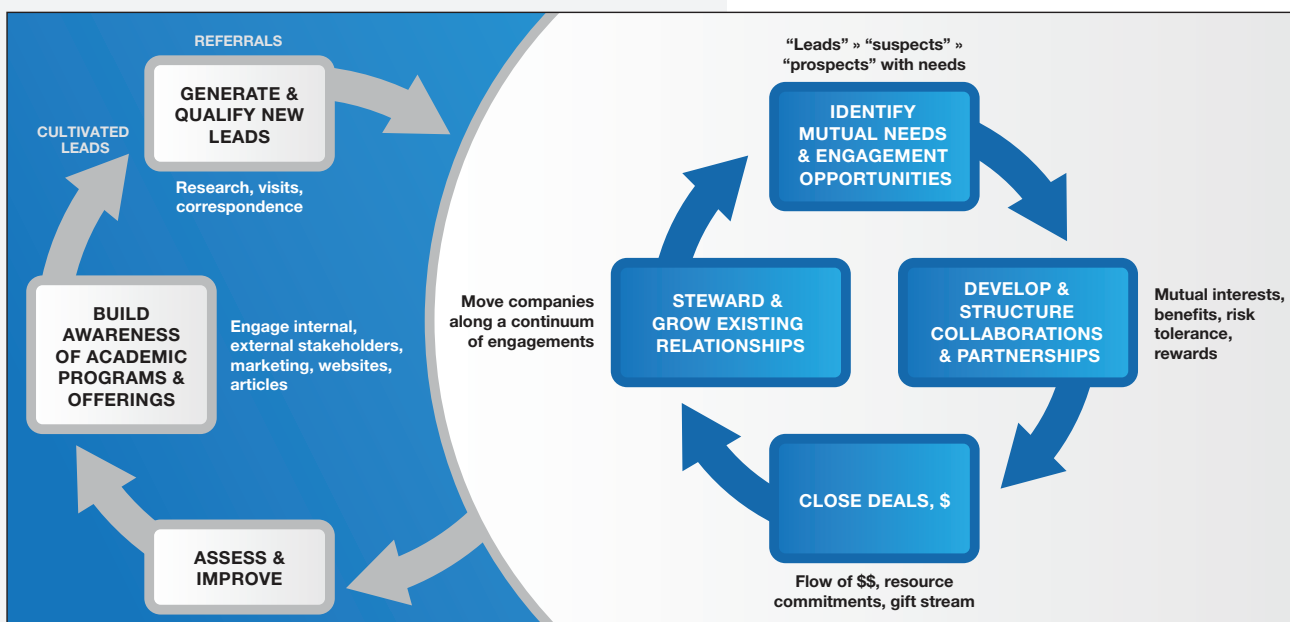 REFERRALS
GENERATE &
QUALIFY NEW
LEADS
CULTIVATED
LEADS
Research, visits,
correspondence
BUILD
AWARENESS
OF ACADEMIC
PROGRAMS &
OFFERINGS
Engage internal,
external stakeholders,
marketing, websites,
articles
ASSESS &
IMPROVE
“Leads” » “suspects” »
“prospects” with needs
IDENTIFY
MUTUAL NEEDS
& ENGAGEMENT
OPPORTUNITIES
DEVELOP &
STRUCTURE
COLLABORATIONS
& PARTNERSHIPS
Mutual interests,
benefits, risk
tolerance,
rewards
CLOSE DEALS, $
Flow of $$, resource
commitments, gift stream
STEWARD &
GROW EXISTING
RELATIONSHIPS
Move companies
along a continuum
of engagements